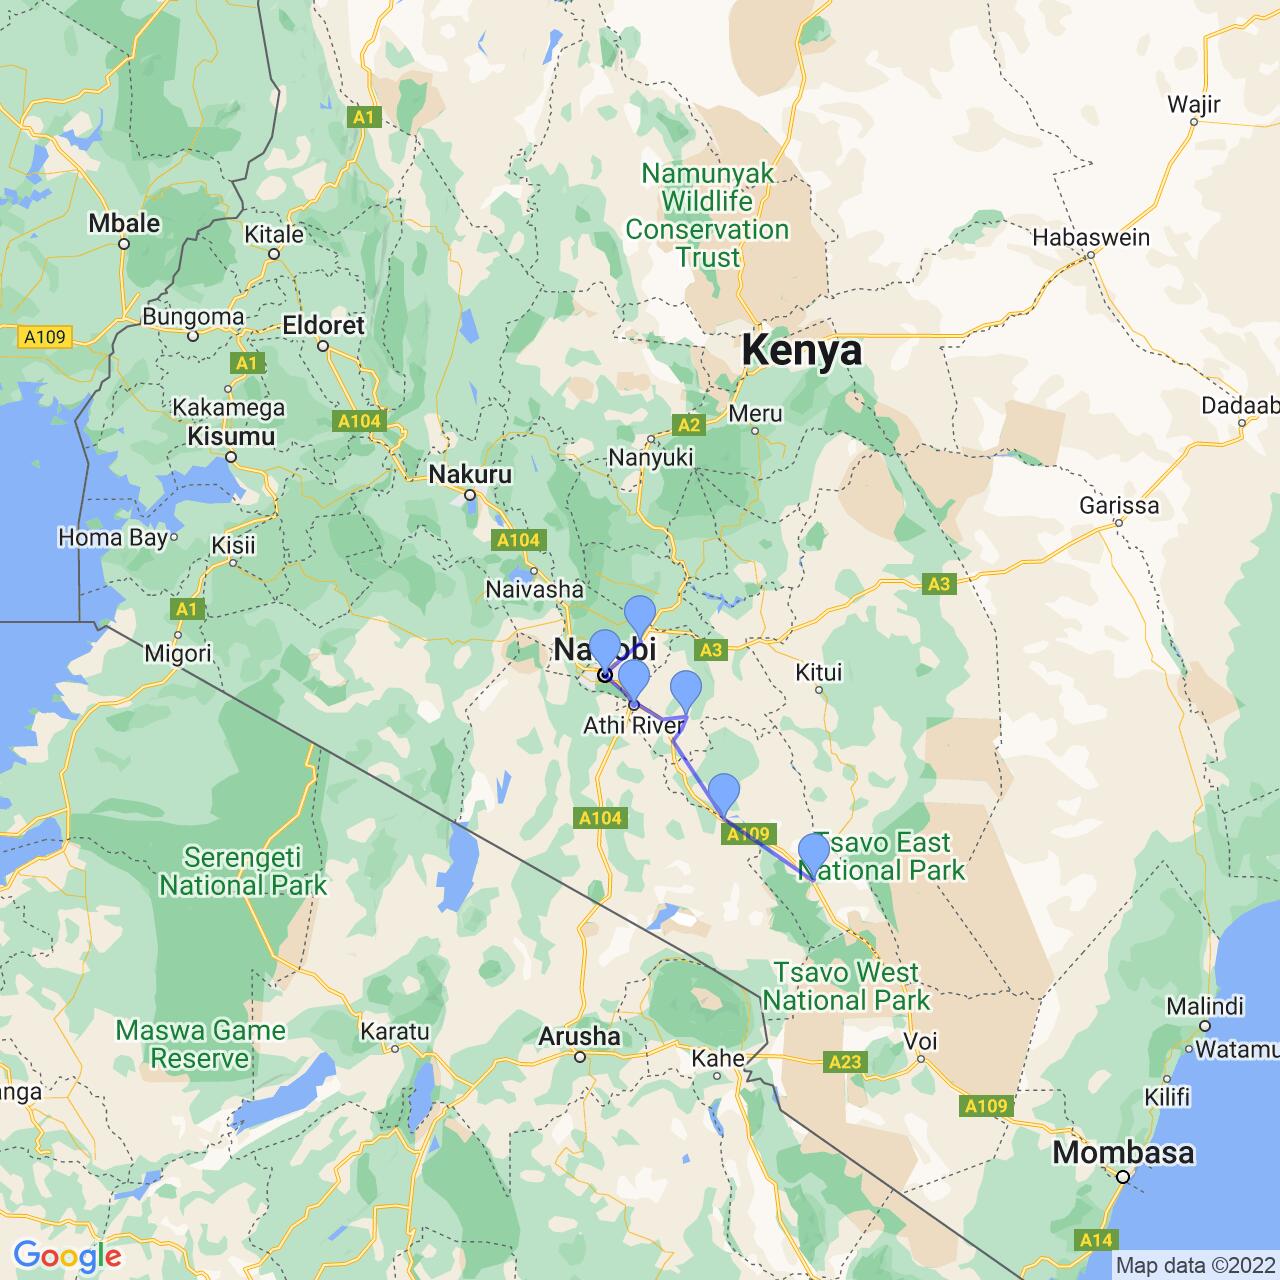 A1
Wajir
Namunyak
Wildlife
Conservation
Trust
Mbale
Kitale
Habaswein
Bungoma
Eldoret
A109
Kenya
A1
Kakamega
A104
Meru
Dadaab
A2
Kisumu
Nanyuki
Nakuru
Garissa
Homa Bay
A104
Kisii
Naivasha
A3
A1
Migori
Nairobi
A3
Kitui
Athi River
A104
A109
Tsavo East
National Park
Serengeti
National Park
Tsavo West
National Park
Maswa Game
Reserve
Karatu
Arusha
Kahe
A23
Voi
Malindi
Watamu
anga
Kilifi
A109
Mombasa
A14
Google
Map data ©2022